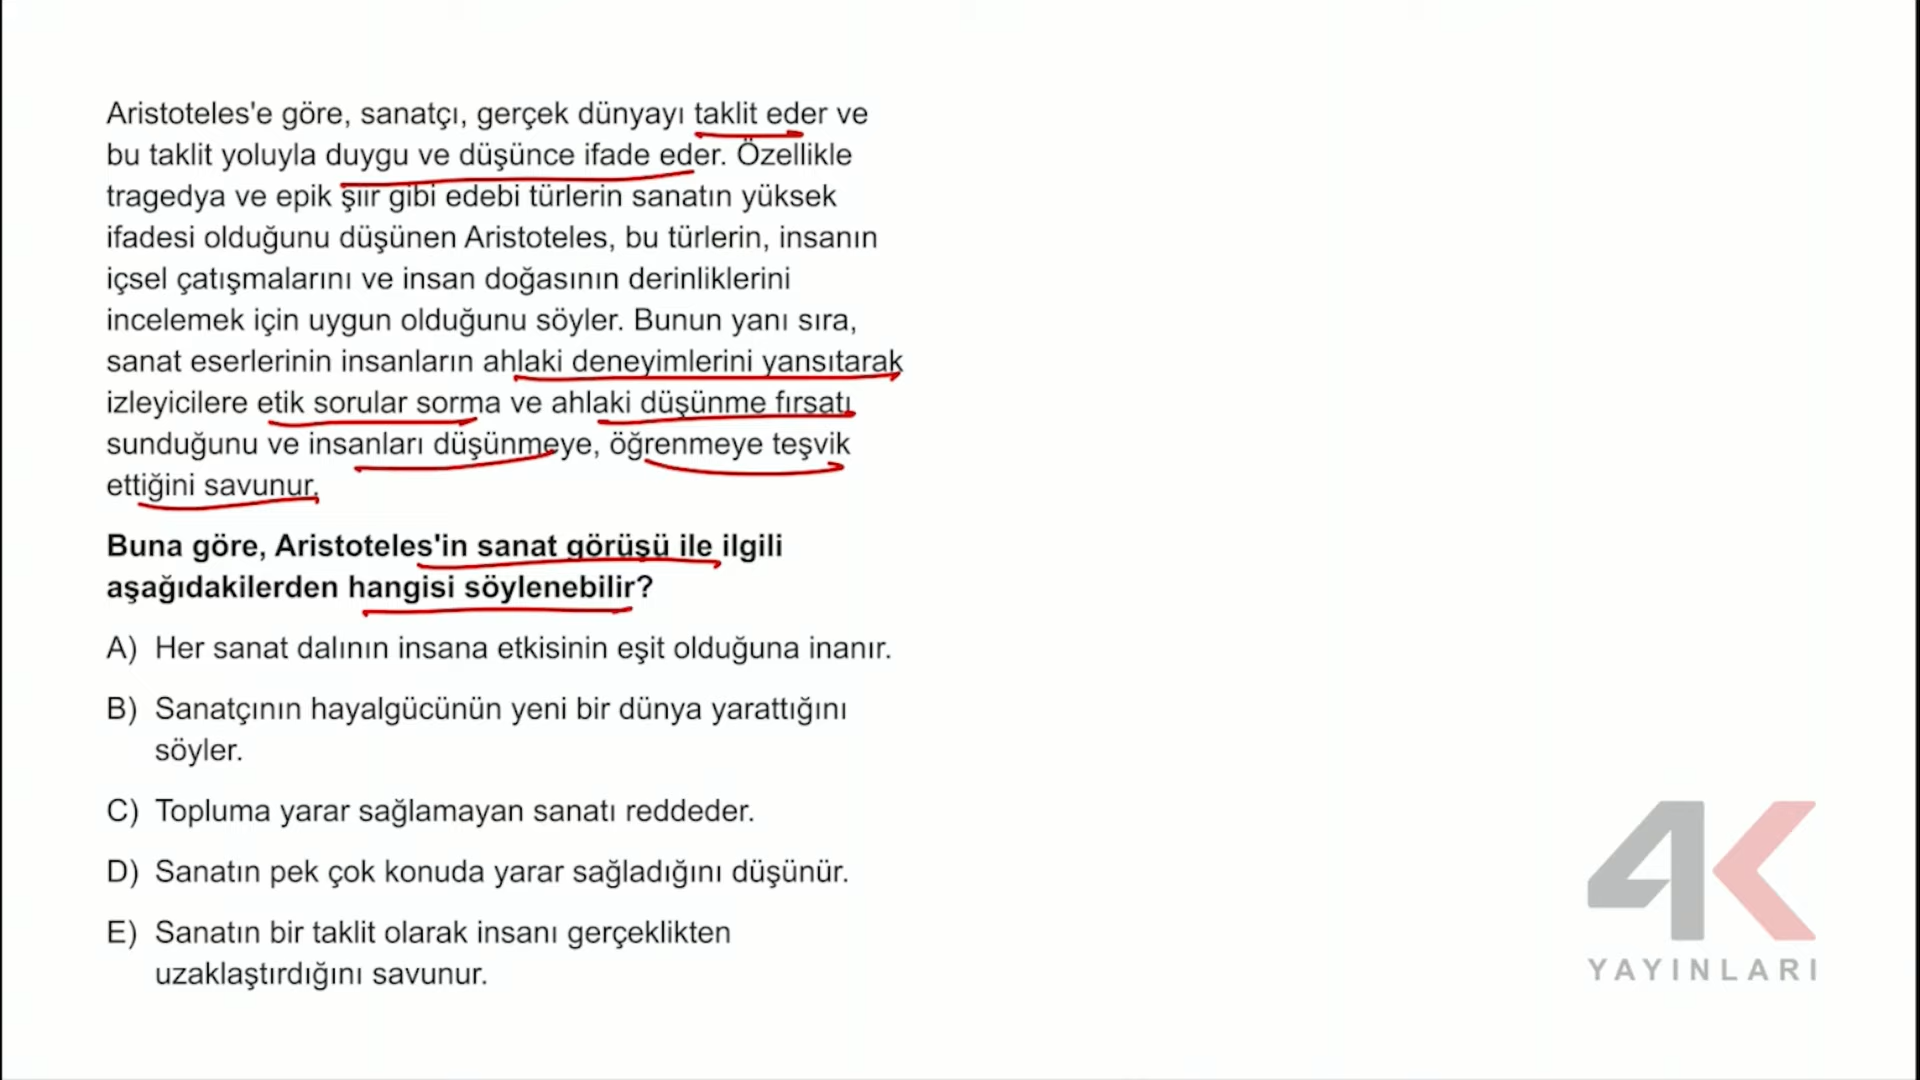 Aristoteles'e göre, sanatçı, gerçek dünyayı taklit eder ve
bu taklit yoluyla duygu ve düşünce ifade eder. Özellikle
tragedya ve epik şiir gibi edebi türlerin sanatın yüksek
ifadesi olduğunu düşünen Aristoteles, bu türlerin, insanın
içsel çatışmalarını ve insan doğasının derinliklerini
incelemek için uygun olduğunu söyler. Bunun yanı sıra,
sanat eserlerinin insanların ahlaki deneyimlerini yansıtarak
izleyicilere etik sorular sorma ve ahlaki düşünme fırsatı
sunduğunu ve insanları düşünmeye, öğrenmeye teşvik
ettiğini savunur.
Buna göre, Aristoteles'in sanat görüşü ile ilgili
aşağıdakilerden hangisi söylenebilir?
A) Her sanat dalının insana etkisinin eşit olduğuna inanır.
B) Sanatçının hayalgücünün yeni bir dünya yarattığını
söyler.
C) Topluma yarar sağlamayan sanatı reddeder.
D) Sanatın pek çok konuda yarar sağladığını düşünür.
E) Sanatın bir taklit olarak insanı gerçeklikten
uzaklaştırdığını savunur.
4K
YAYINLARI